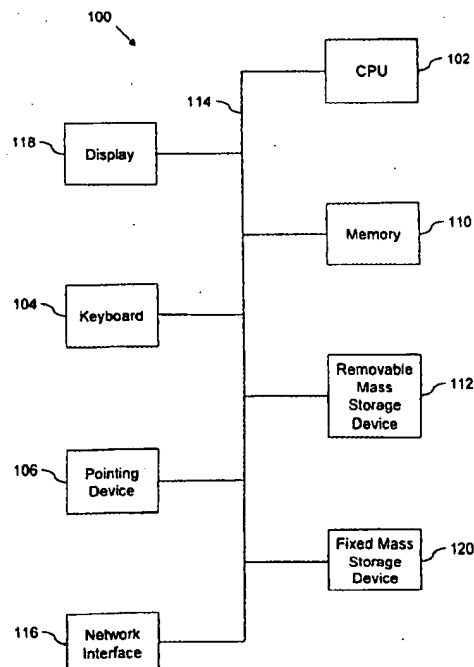 100
CPU
102
114
118
Display
Memory
110
104
Keyboard
Removable
Mass
Storage
Device
112
106
Pointing
Device
Fixed Mass
Storage
Device
120
116
Network
Interface